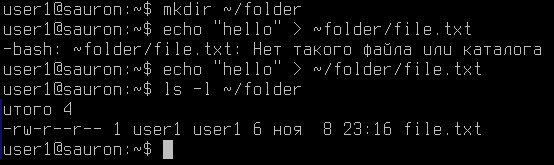 user1@sauron:~$ mkdir ~/folder
user1@sauron:~$ echo "hello" > ~folder/file.txt
-bash: ~folder/file.txt: Нет такого файла или каталога
user1@sauron:~$ echo "hello" > ~/folder/file.txt
user1@sauron:~$ ls -l ~/folder
итого 4
-rw-r--r-- 1 user1 user1 6 ноя  8 23:16 file.txt
user1@sauron:~$